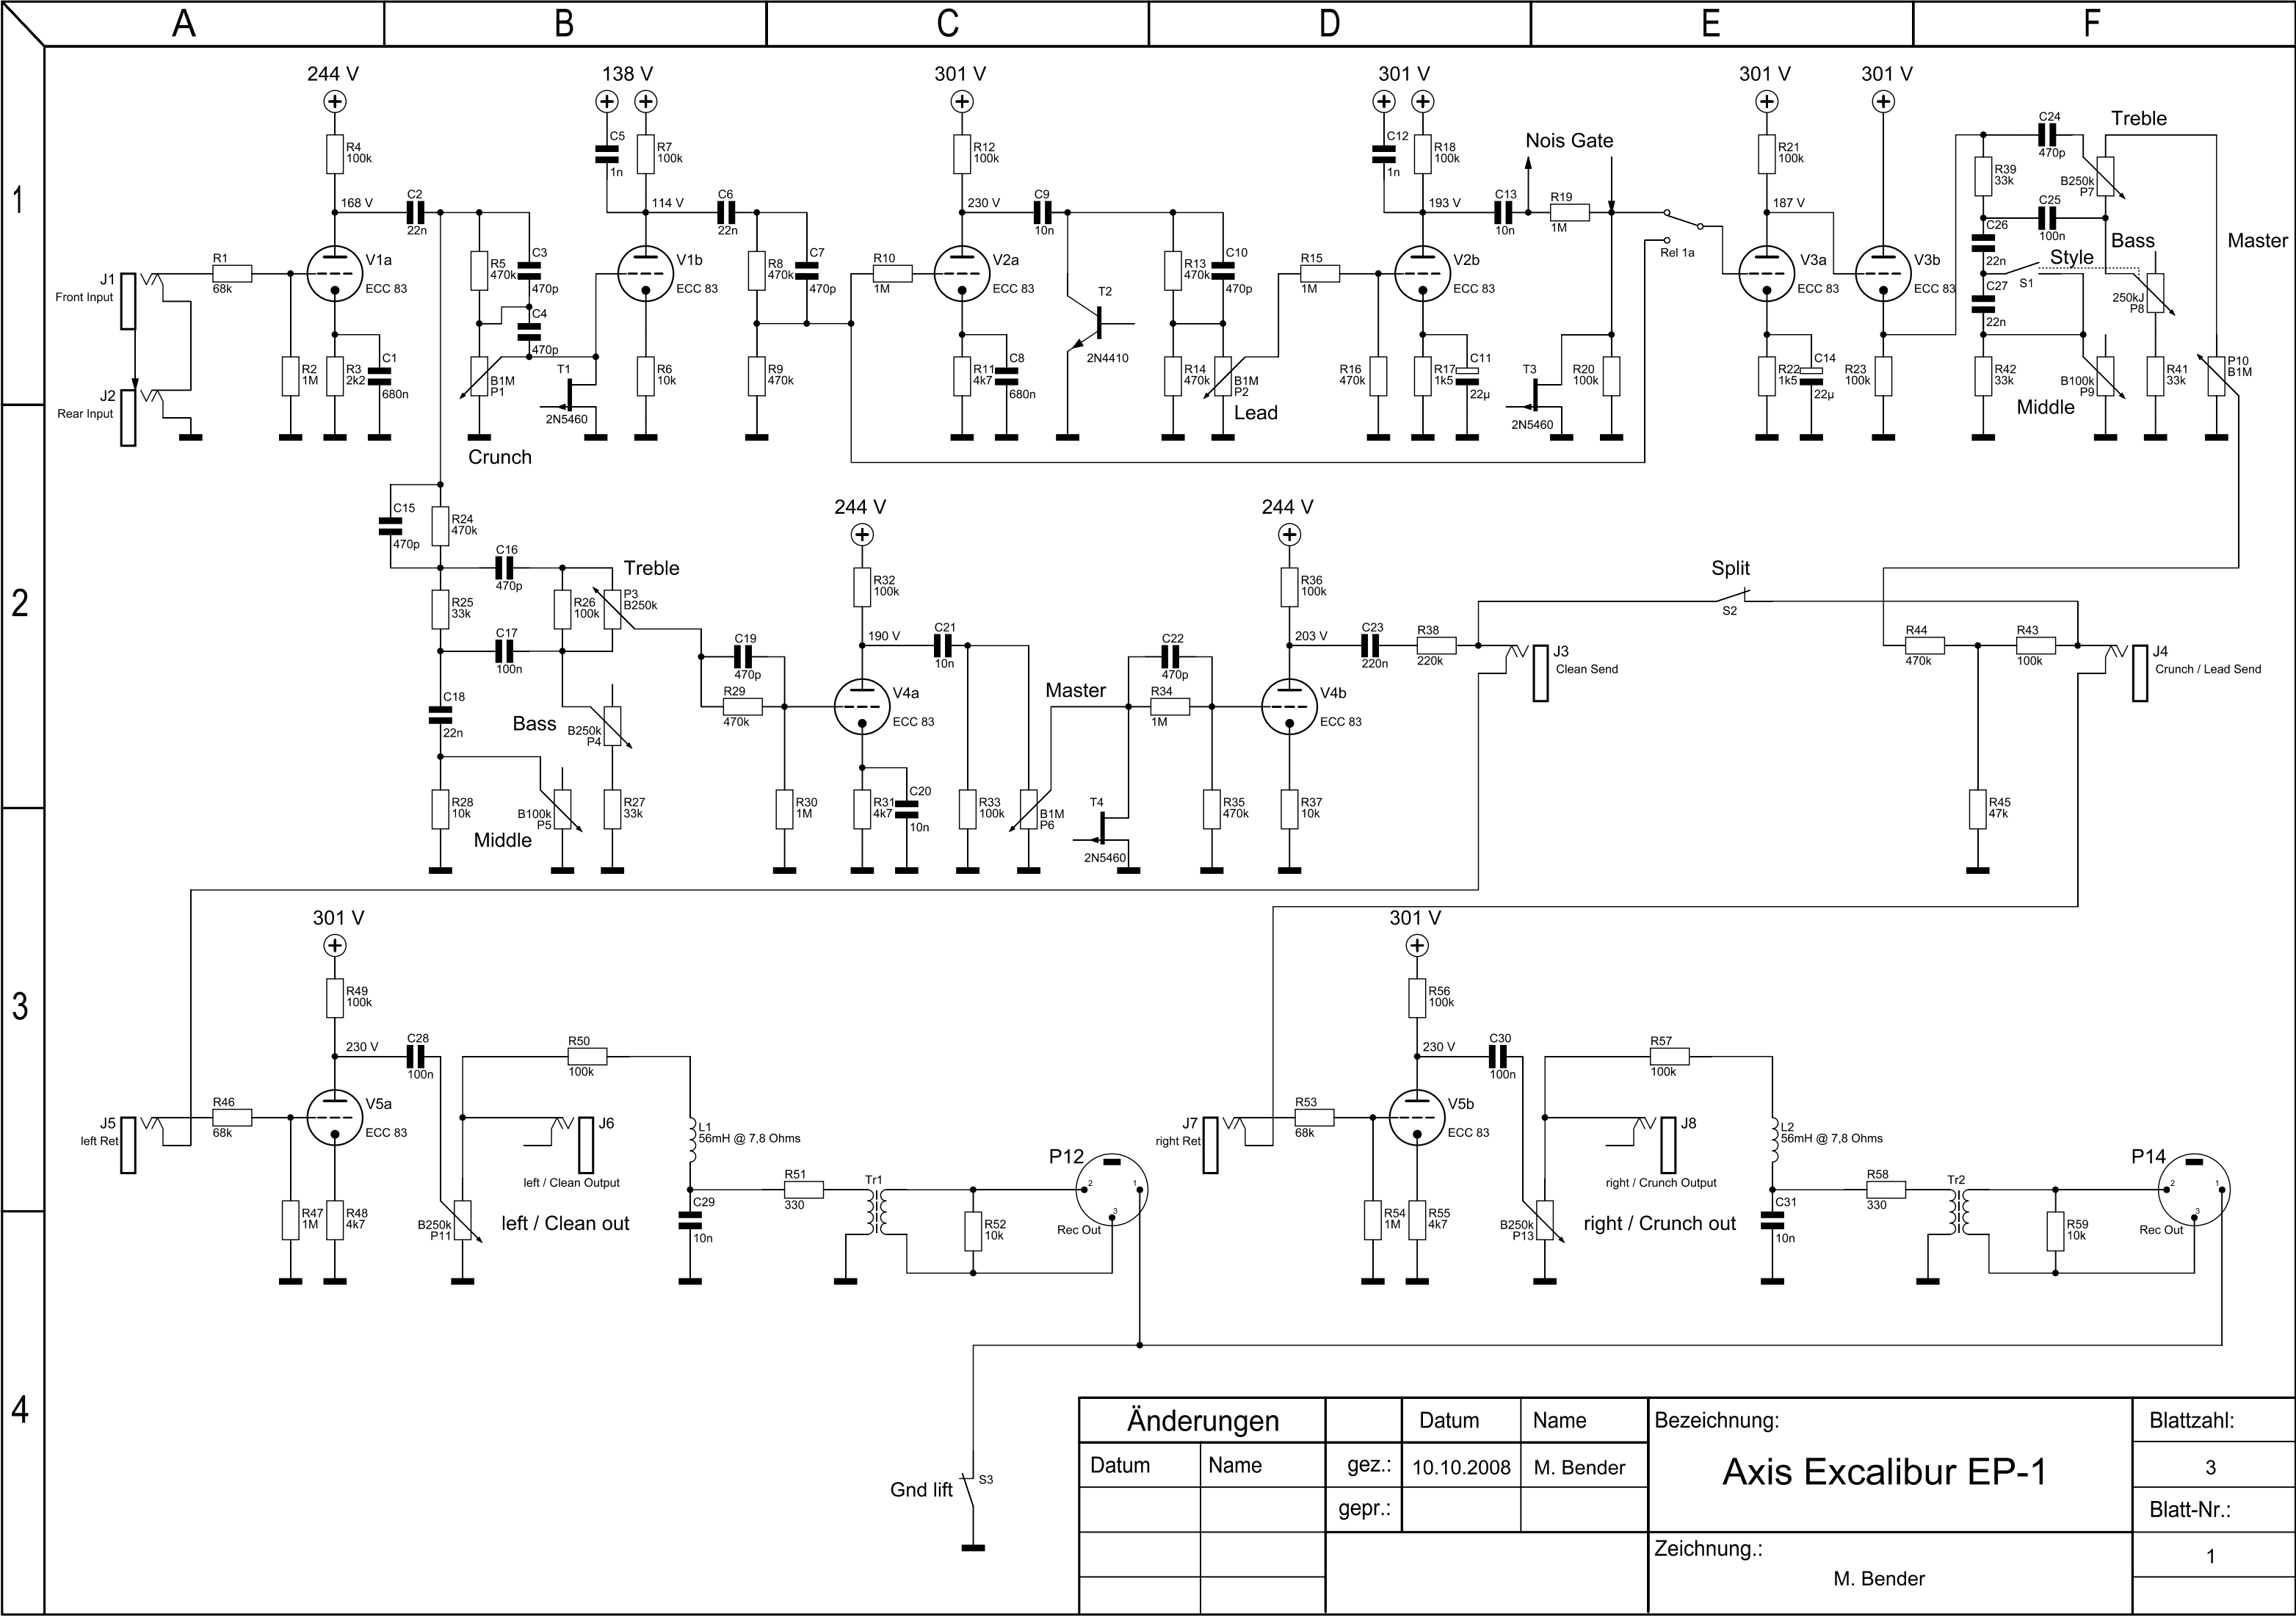 A B C D E F
1
2
3
4
244 V
138 V
301 V
301 V
301 V
301 V
R4
100k
C5
1n
R7
100k
R12
100k
C12
1n
R18
100k
Nois Gate
R21
100k
C24
470p
Treble
168 V
C2
22n
114 V
C6
22n
230 V
C9
10n
193 V
C13
10n
R19
1M
187 V
R39
33k
B250k
P7
C25
100n
J1
Front Input
R1
68k
V1a
ECC 83
R5
470k
C3
470p
C4
470p
V1b
ECC 83
R8
470k
C7
470p
R10
1M
V2a
ECC 83
T2
2N4410
R13
470k
C10
470p
R15
1M
V2b
ECC 83
Rel 1a
V3a
ECC 83
V3b
ECC 83
C26
22n
Style
S1
C27
22n
Bass
250kJ
P8
Master
J2
Rear Input
R2
1M
R3
2k2
C1
680n
B1M
P1
T1
2N5460
R6
10k
R9
470k
R11
4k7
C8
680n
R14
470k
B1M
P2
R16
470k
R17
1k5
C11
22µ
T3
2N5460
R20
100k
R22
1k5
C14
22µ
R23
100k
R42
33k
B100k
P9
R41
33k
P10
B1M
Crunch
Lead
Middle
C15
470p
R24
470k
244 V
244 V
C16
470p
Treble
R25
33k
R26
100k
P3
B250k
R32
100k
R36
100k
Split
S2
C17
100n
C19
470p
190 V
C21
10n
C22
470p
203 V
C23
220n
R38
220k
J3
Clean Send
R44
470k
R43
100k
J4
Crunch / Lead Send
C18
22n
Bass
B250k
P4
R29
470k
V4a
ECC 83
Master
R34
1M
V4b
ECC 83
R28
10k
B100k
P5
R27
33k
R30
1M
R31
4k7
C20
10n
R33
100k
B1M
P6
T4
2N5460
R35
470k
R37
10k
R45
47k
Middle
301 V
301 V
R49
100k
R56
100k
230 V
C28
100n
R50
100k
230 V
C30
100n
R57
100k
J5
left Ret
R46
68k
V5a
ECC 83
J6
left / Clean Output
L1
56mH @ 7,8 Ohms
J7
right Ret
R53
68k
V5b
ECC 83
J8
right / Crunch Output
L2
56mH @ 7,8 Ohms
R51
330
Tr1
P12
2 1
3
Rec Out
R58
330
Tr2
P14
2 1
3
Rec Out
R47
1M
R48
4k7
B250k
P11
left / Clean out
C29
10n
R52
10k
R54
1M
R55
4k7
B250k
P13
right / Crunch out
C31
10n
R59
10k
Gnd lift
S3
Änderungen
Datum Name
Datum Name
gez.: 10.10.2008 M. Bender
gepr.:
Bezeichnung:
Axis Excalibur EP-1
Zeichnung.:
M. Bender
Blattzahl:
3
Blatt-Nr.:
1